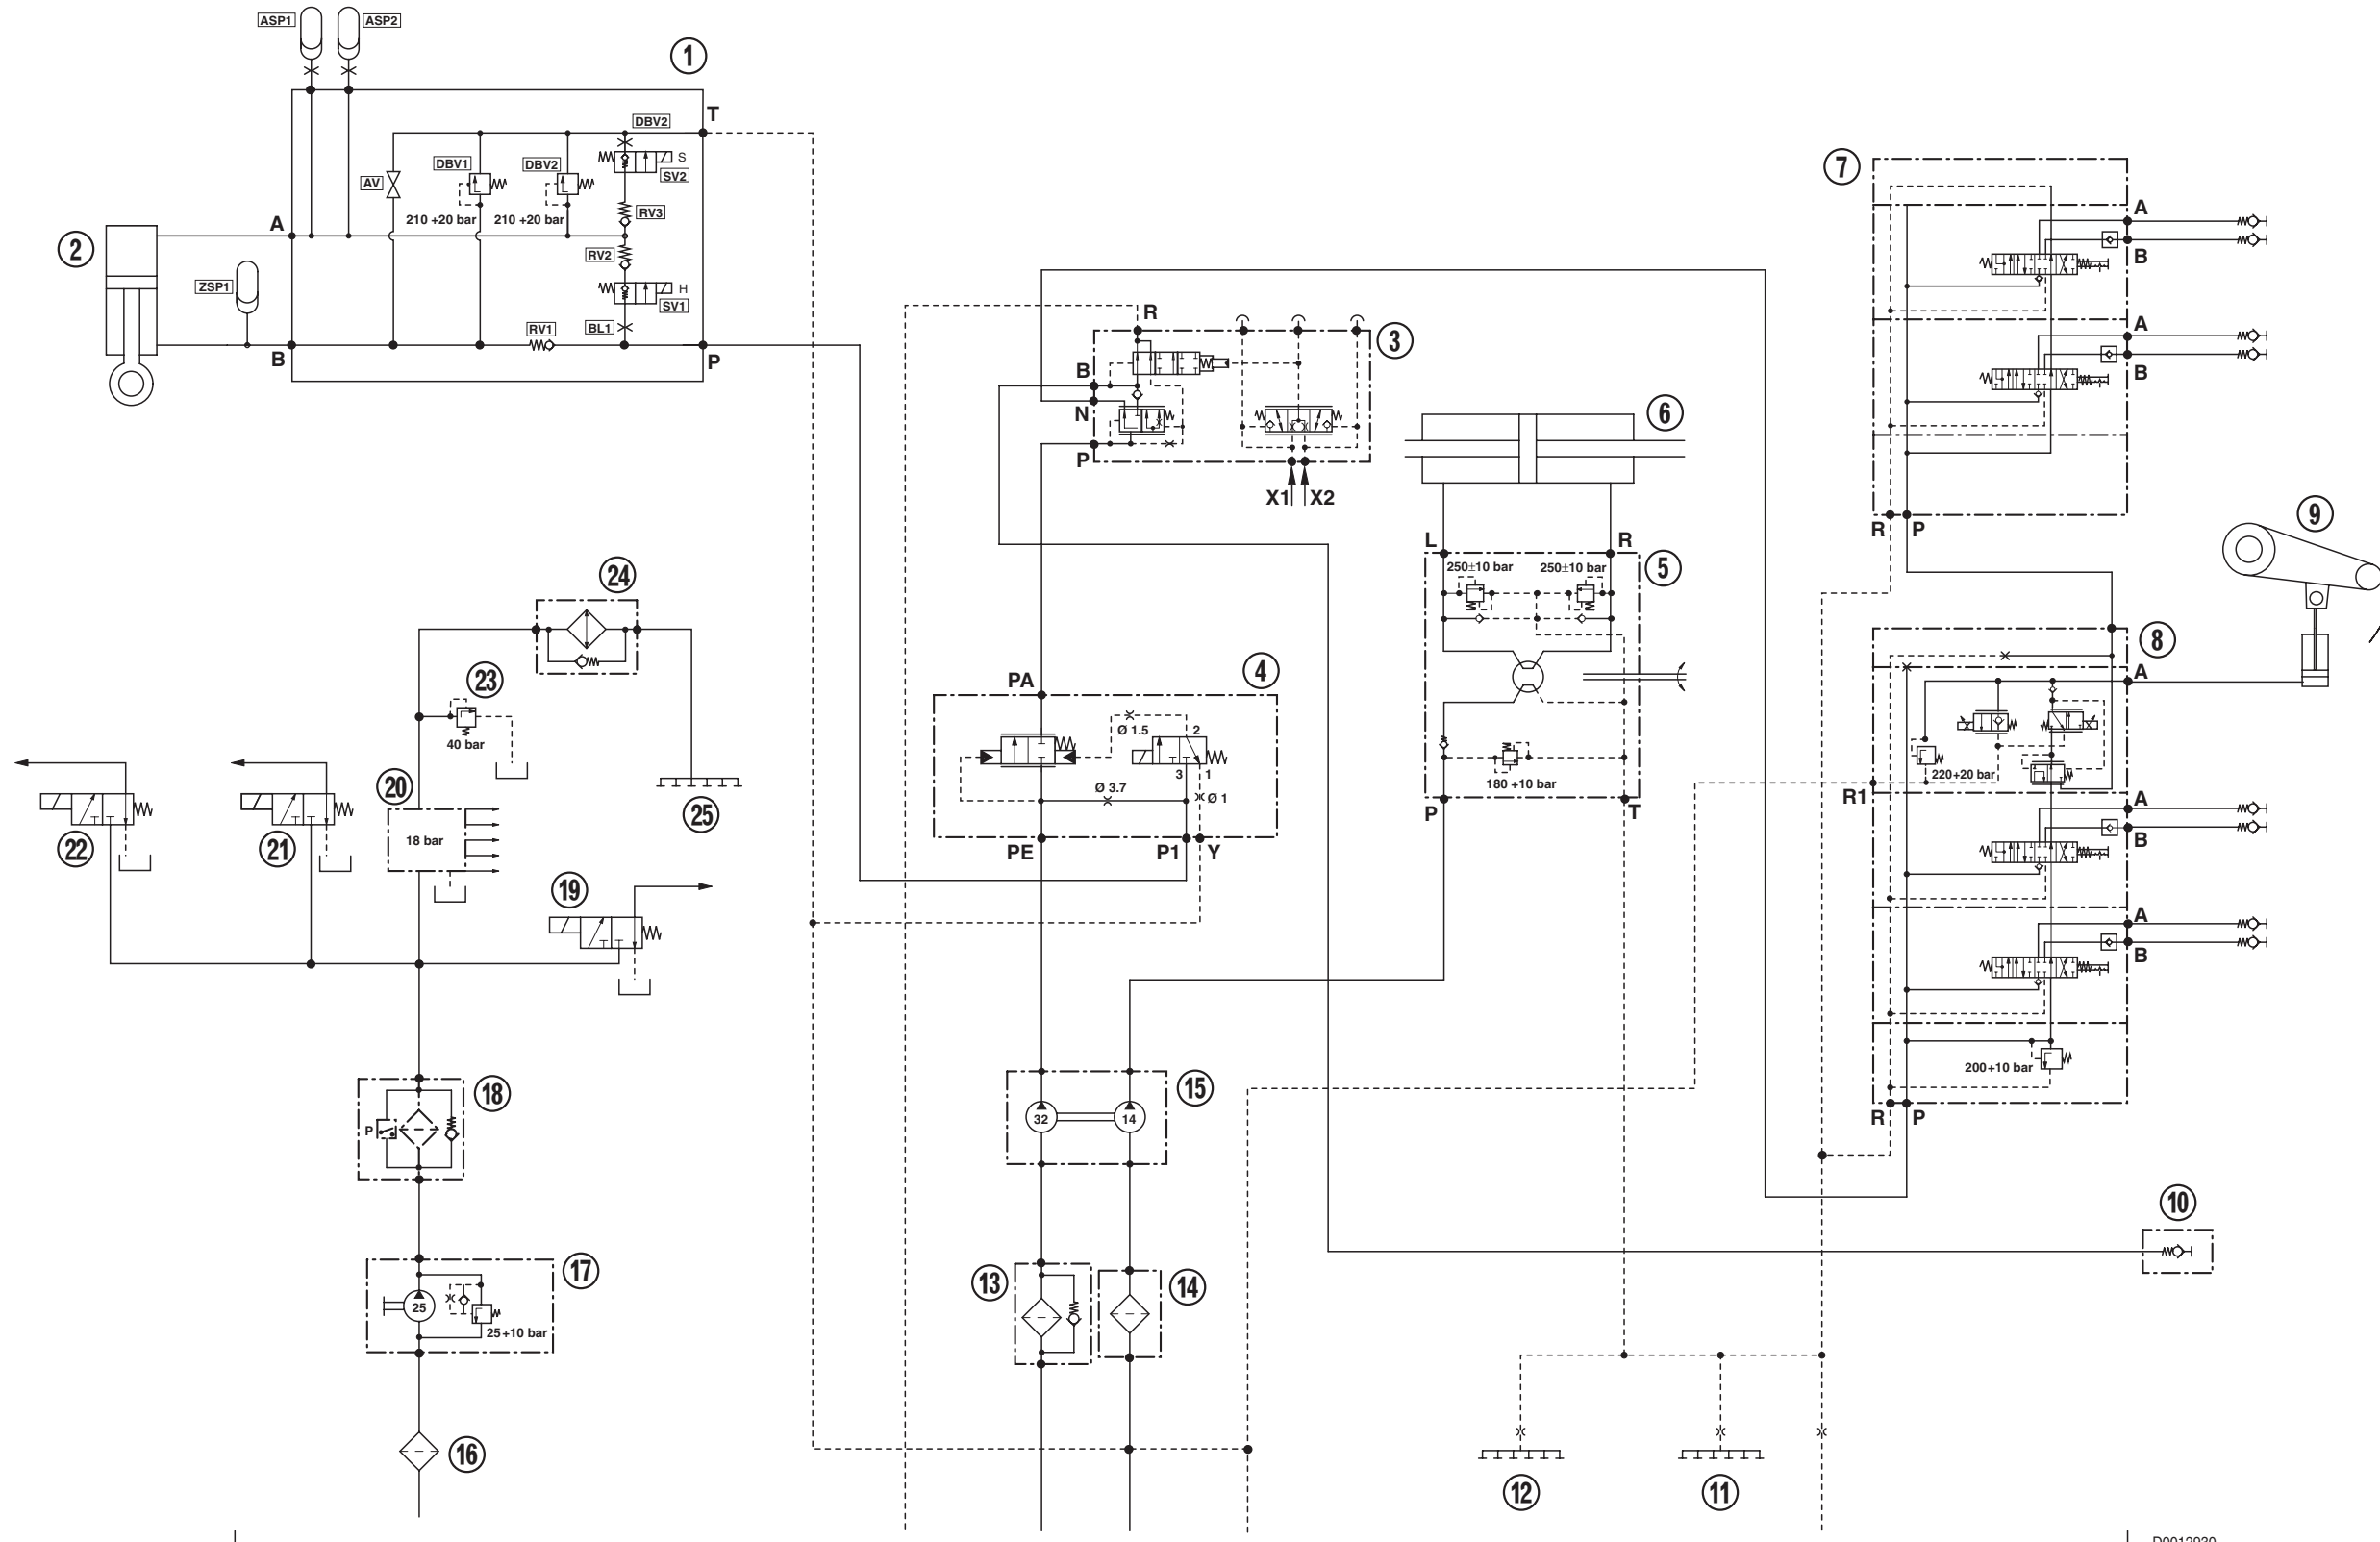 ASP1
ASP2
1
T
DBV2
S
SV2
DBV1
DBV2
AV
RV3
210 +20 bar
210 +20 bar
A
2
RV2
ZSP1
H
SV1
RV1
BL1
B
P
7
A
B
A
B
R
P
R
3
B
N
P
X1
X2
6
L
R
250±10 bar
250±10 bar
5
180 +10 bar
P
T
9
8
A
220+20 bar
R1
A
B
A
B
200+10 bar
R
P
24
23
40 bar
20
18 bar
25
22
21
19
PA
4
Ø 1.5
2
3
1
Ø 3.7
Ø 1
PE
P1
Y
18
P
15
32
14
10
17
25
25+10 bar
13
14
16
12
11
D0012930